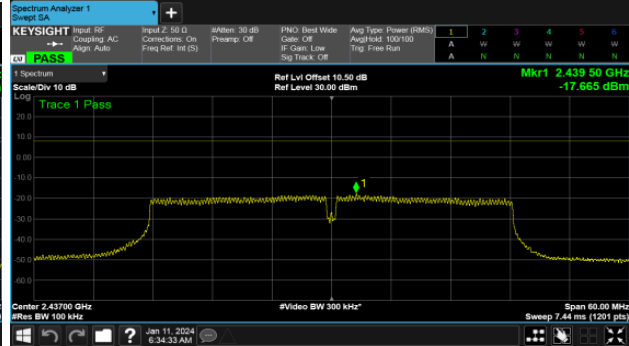 Spectrum Analyzer 1
Swept SA
+
KEYSIGHT Input: RF Input Z: 50 Ω #Atten: 30 dB PNO: Best Wide Avg Type: Power (RMS) 1 2 3 4 5 6
Coupling: AC Corrections: On Preamp: Off Gate: Off Avg|Hold: 100/100 A W W W W W
Align: Auto Freq Ref: Int (S) IF Gain: Low Trig: Free Run
Sig Track: Off A N N N N N
LXI PASS
1 Spectrum Ref Lvl Offset 10.50 dB Mkr1 2.439 50 GHz
Scale/Div 10 dB Ref Level 30.00 dBm -17.665 dBm
Log Trace 1 Pass
20.0
10.0
0.00
-10.0
1
-20.0
-30.0
-40.0
-50.0
-60.0
Center 2.43700 GHz #Video BW 300 kHz* Span 60.00 MHz
#Res BW 100 kHz Sweep 7.44 ms (1201 pts)
? Jan 11, 2024
6:34:33 AM